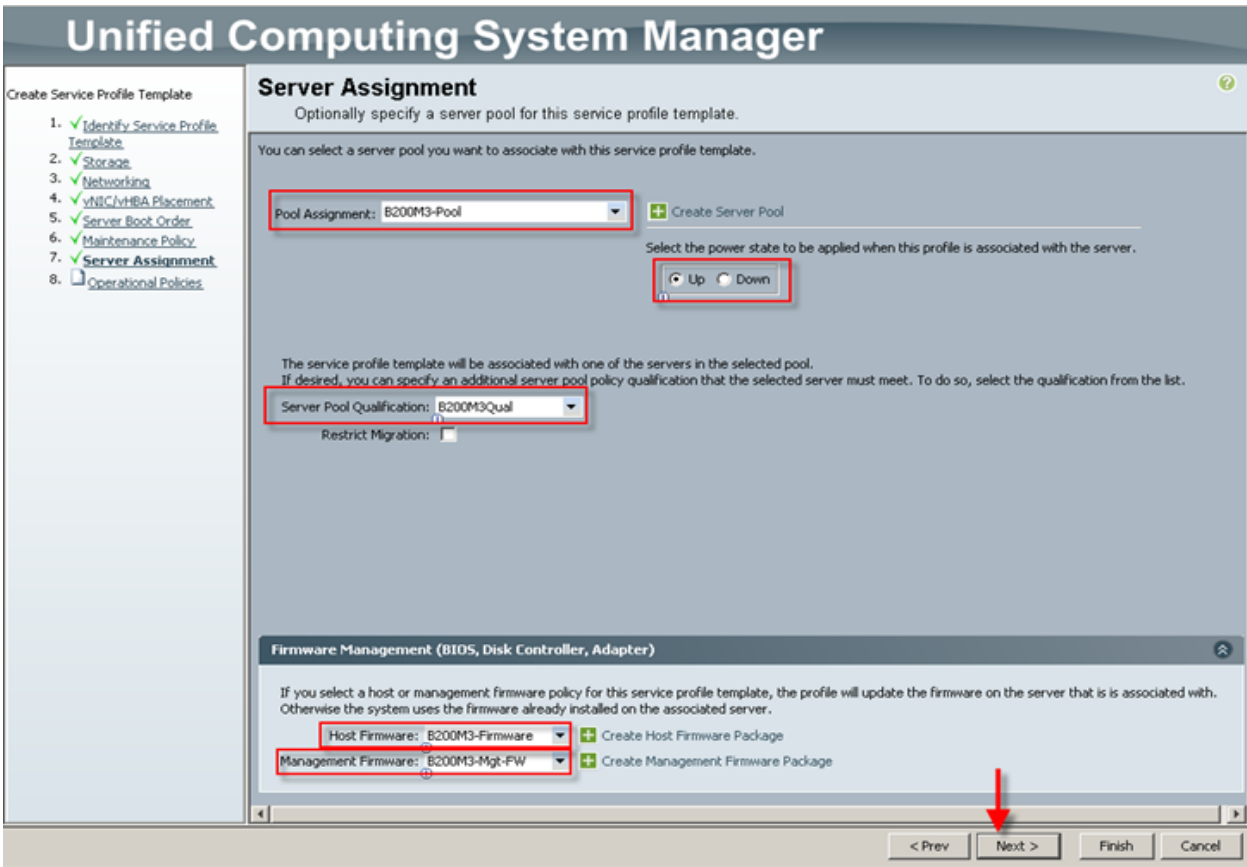 Unified Computing System Manager
Create Service Profile Template
1. Identify Service Profile
Template
2. Storage
3. Networking
4. vNIC/vHBA Placement
5. Server Boot Order
6. Maintenance Policy
7. Server Assignment
8. Operational Policies
Server Assignment
Optionally specify a server pool for this service profile template.
You can select a server pool you want to associate with this service profile template.
Pool Assignment: B200M3-Pool
Create Server Pool
Select the power state to be applied when this profile is associated with the server.
Up Down
The service profile template will be associated with one of the servers in the selected pool.
If desired, you can specify an additional server pool policy qualification that the selected server must meet. To do so, select the qualification from the list.
Server Pool Qualification: B200M3Qual
Restrict Migration:
Firmware Management (BIOS, Disk Controller, Adapter)
If you select a host or management firmware policy for this service profile template, the profile will update the firmware on the server that is is associated with.
Otherwise the system uses the firmware already installed on the associated server.
Host Firmware: B200M3-Firmware Create Host Firmware Package
Management Firmware: B200M3-Mgt-FW Create Management Firmware Package
< Prev Next > Finish Cancel